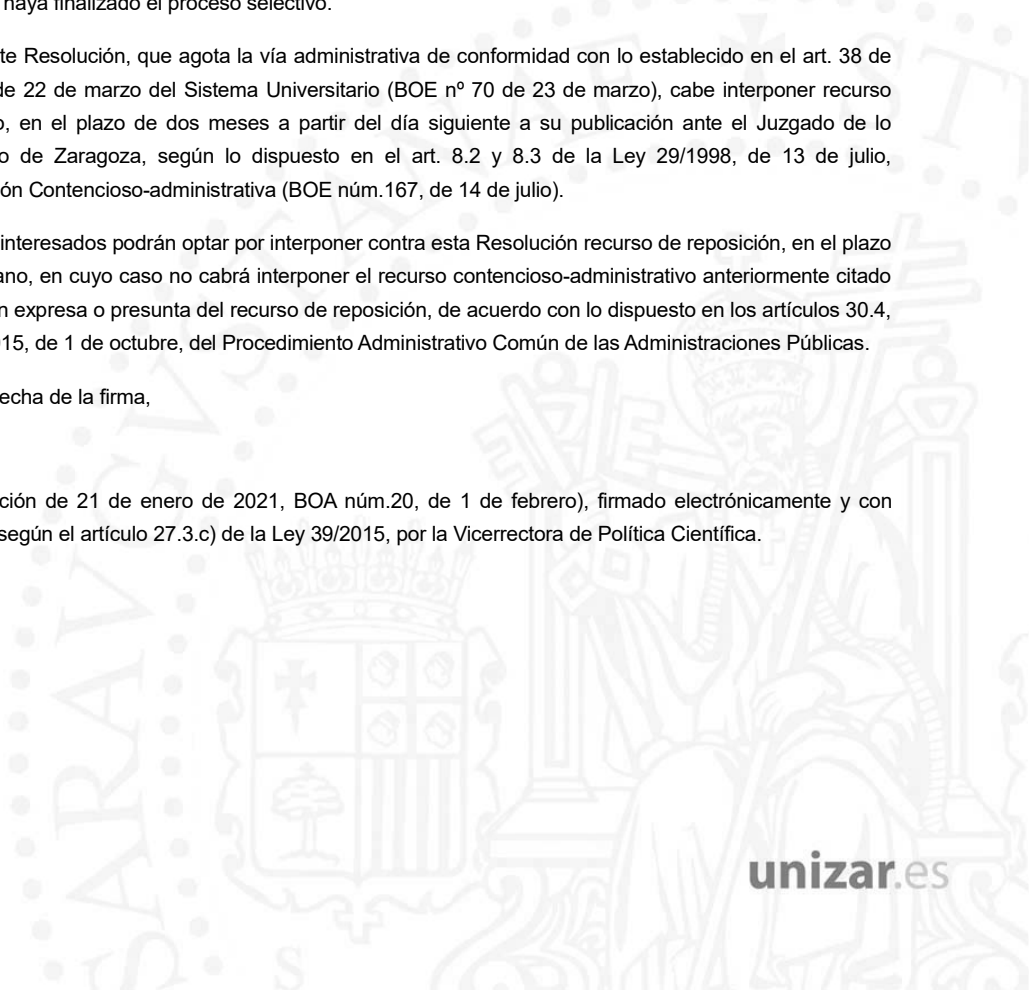 haya finalizado el proceso selectivo.
te Resolución, que agota la vía administrativa de conformidad con lo establecido en el art. 38 de
de 22 de marzo del Sistema Universitario (BOE nº 70 de 23 de marzo), cabe interponer recurso
o, en el plazo de dos meses a partir del día siguiente a su publicación ante el Juzgado de lo
o de Zaragoza, según lo dispuesto en el art. 8.2 y 8.3 de la Ley 29/1998, de 13 de julio,
ón Contencioso-administrativa (BOE núm.167, de 14 de julio).
interesados podrán optar por interponer contra esta Resolución recurso de reposición, en el plazo
ano, en cuyo caso no cabrá interponer el recurso contencioso-administrativo anteriormente citado
n expresa o presunta del recurso de reposición, de acuerdo con lo dispuesto en los artículos 30.4,
15, de 1 de octubre, del Procedimiento Administrativo Común de las Administraciones Públicas.
echa de la firma,
ción de 21 de enero de 2021, BOA núm.20, de 1 de febrero), firmado electrónicamente y con
según el artículo 27.3.c) de la Ley 39/2015, por la Vicerrectora de Política Científica.
unizar.es